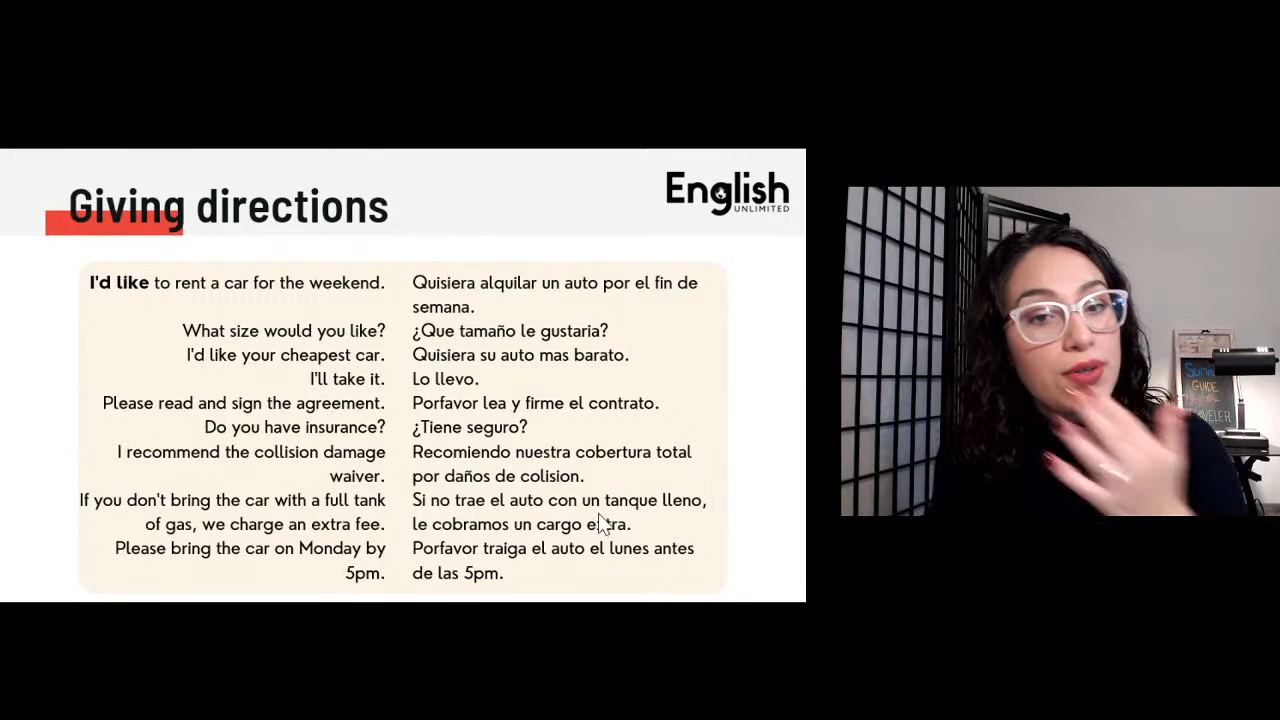 Giving directions
English
UNLIMITED
I'd like to rent a car for the weekend.
Quisiera alquilar un auto por el fin de
semana.
What size would you like?
¿Que tamaño le gustaria?
I'd like your cheapest car.
Quisiera su auto mas barato.
I'll take it.
Lo llevo.
Please read and sign the agreement.
Porfavor lea y firme el contrato.
Do you have insurance?
¿Tiene seguro?
I recommend the collision damage
waiver.
Recomiendo nuestra cobertura total
por daños de colision.
If you don't bring the car with a full tank
of gas, we charge an extra fee.
Si no trae el auto con un tanque lleno,
le cobramos un cargo extra.
Please bring the car on Monday by
5pm.
Porfavor traiga el auto el lunes antes
de las 5pm.
GUIDE